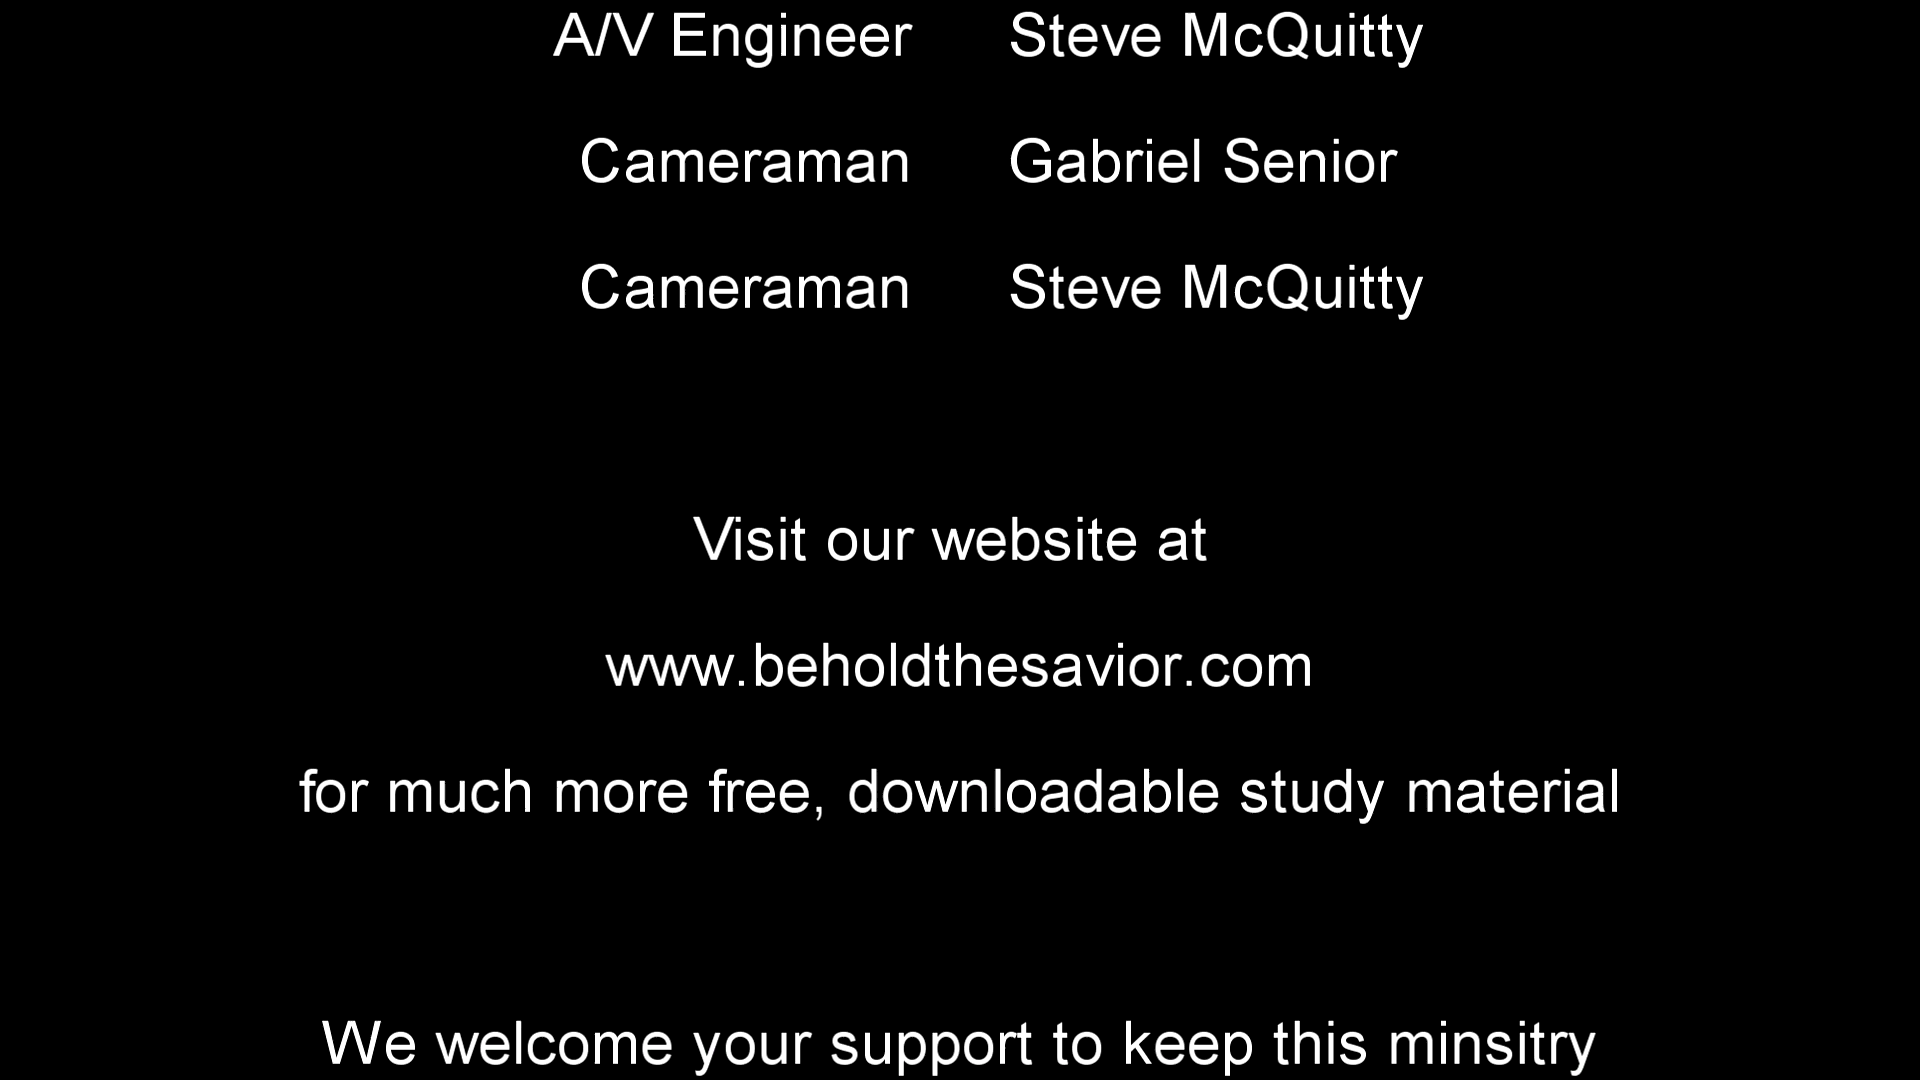 A/V Engineer Steve McQuitty
Cameraman Gabriel Senior
Cameraman Steve McQuitty
Visit our website at
www.beholdthesavior.com
for much more free, downloadable study material
We welcome your support to keep this minsitry